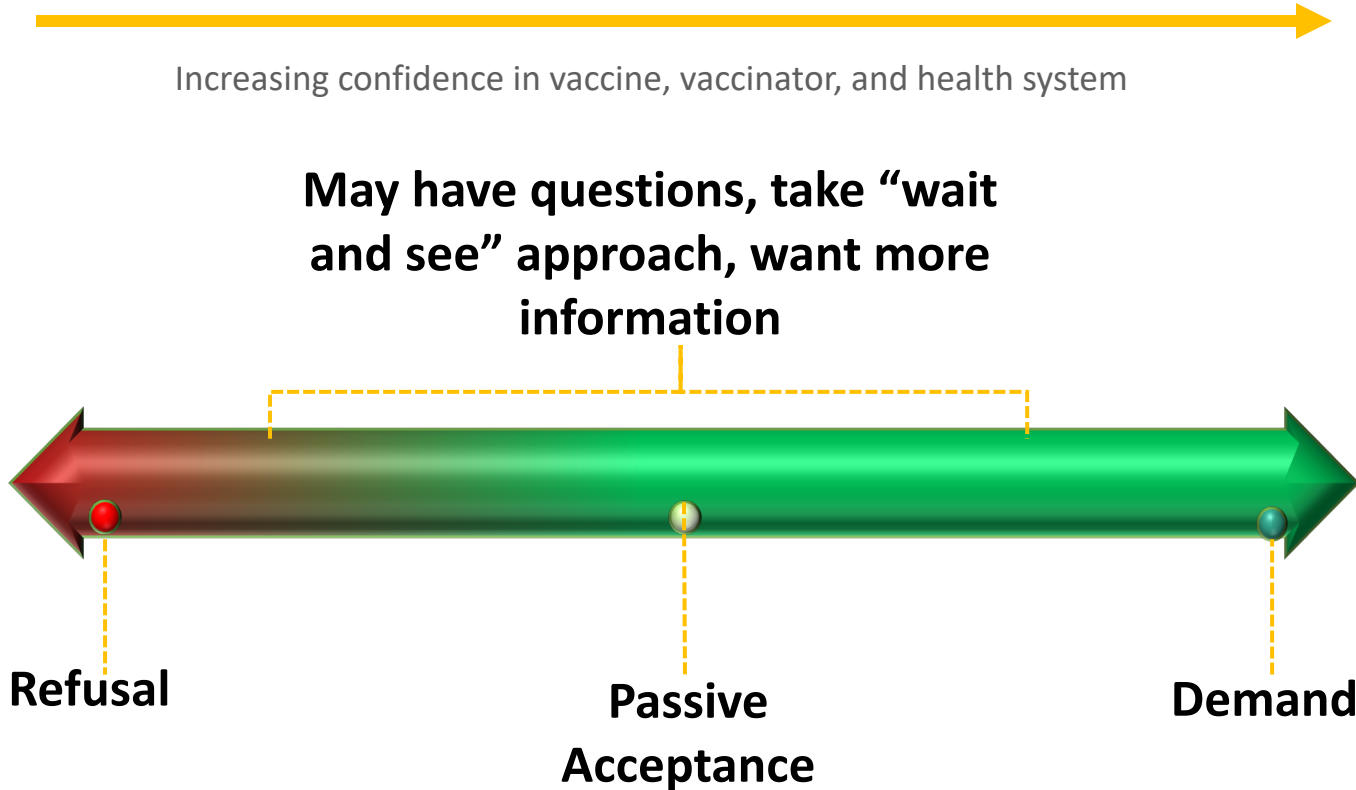 Increasing confidence in vaccine, vaccinator, and health system
May have questions, take “wait
and see” approach, want more
information
Refusal
Passive
Acceptance
Demand